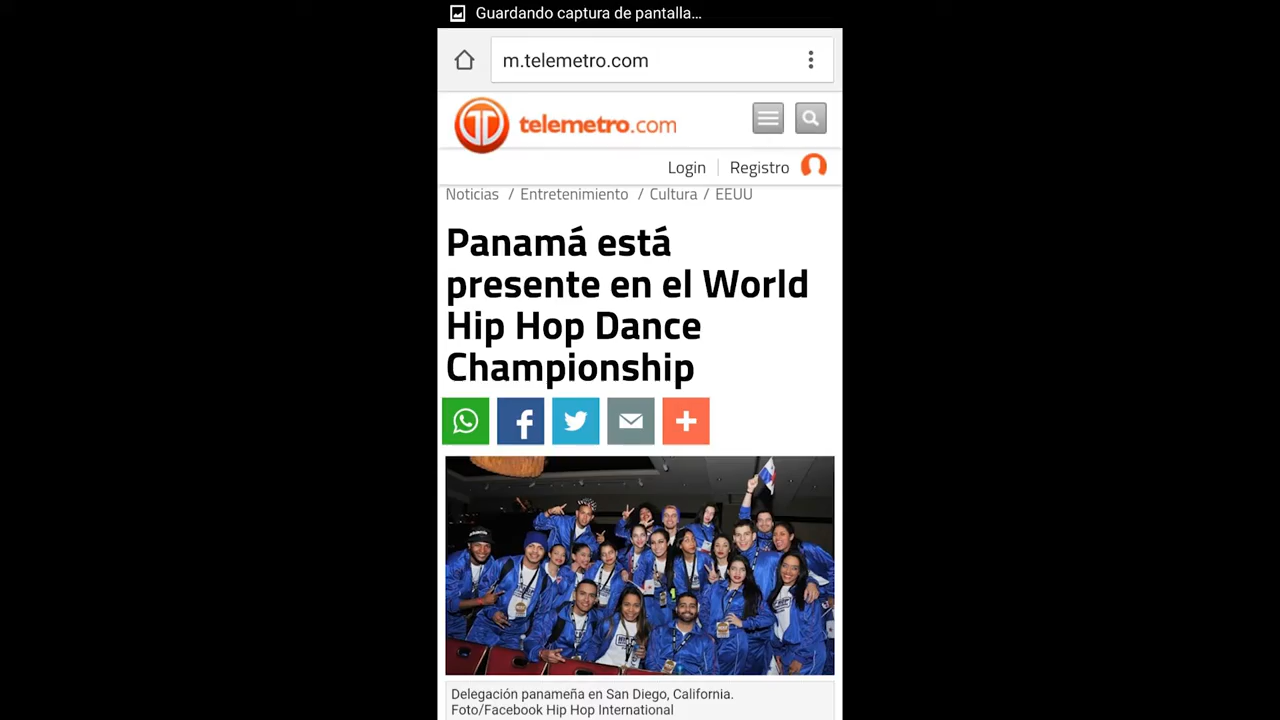 Guardando captura de pantalla...
m.telemetro.com
telemetro.com
Login | Registro
Noticias / Entretenimiento / Cultura / EEUU
Panamá está
presente en el World
Hip Hop Dance
Championship
Delegación panameña en San Diego, California.
Foto/Facebook Hip Hop International